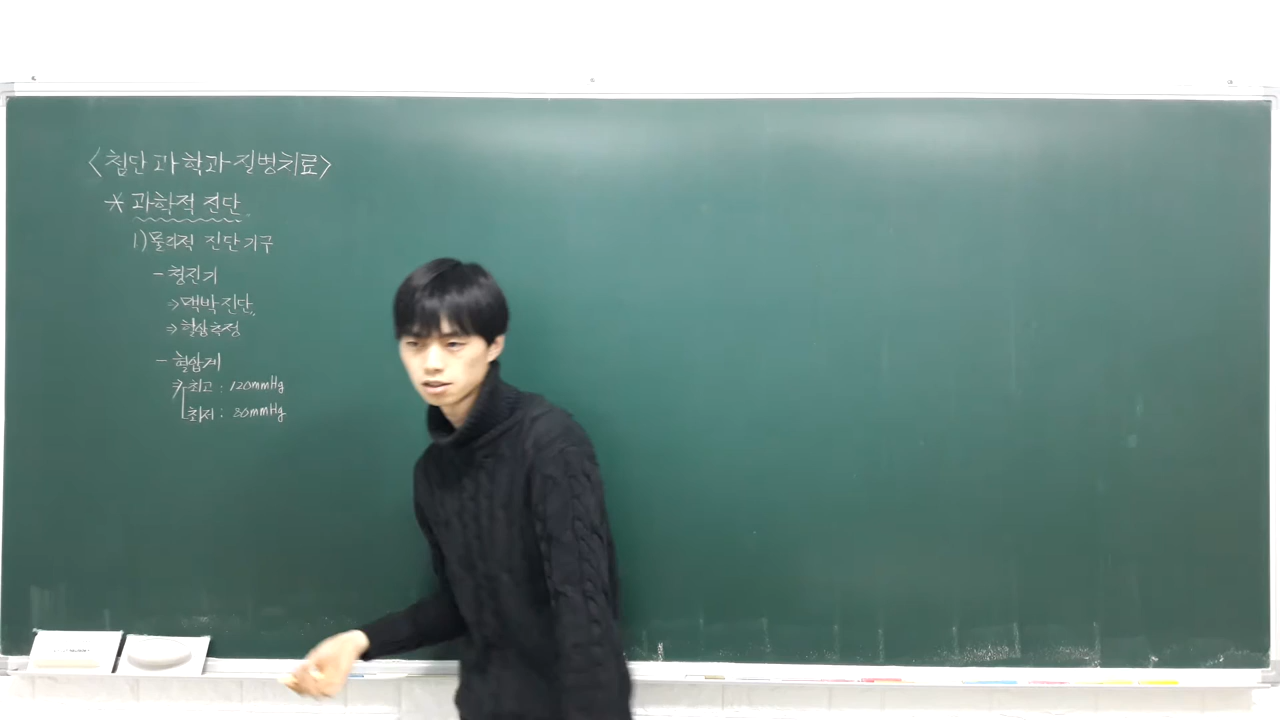 <첨단 과학과 질병치료>
* 과학적 진단
1) 물리적 진단기구
- 청진기
→ 맥박 진단,
→ 혈압측정
- 혈압계
* 최고 : 120mmHg
최저 : 80mmHg